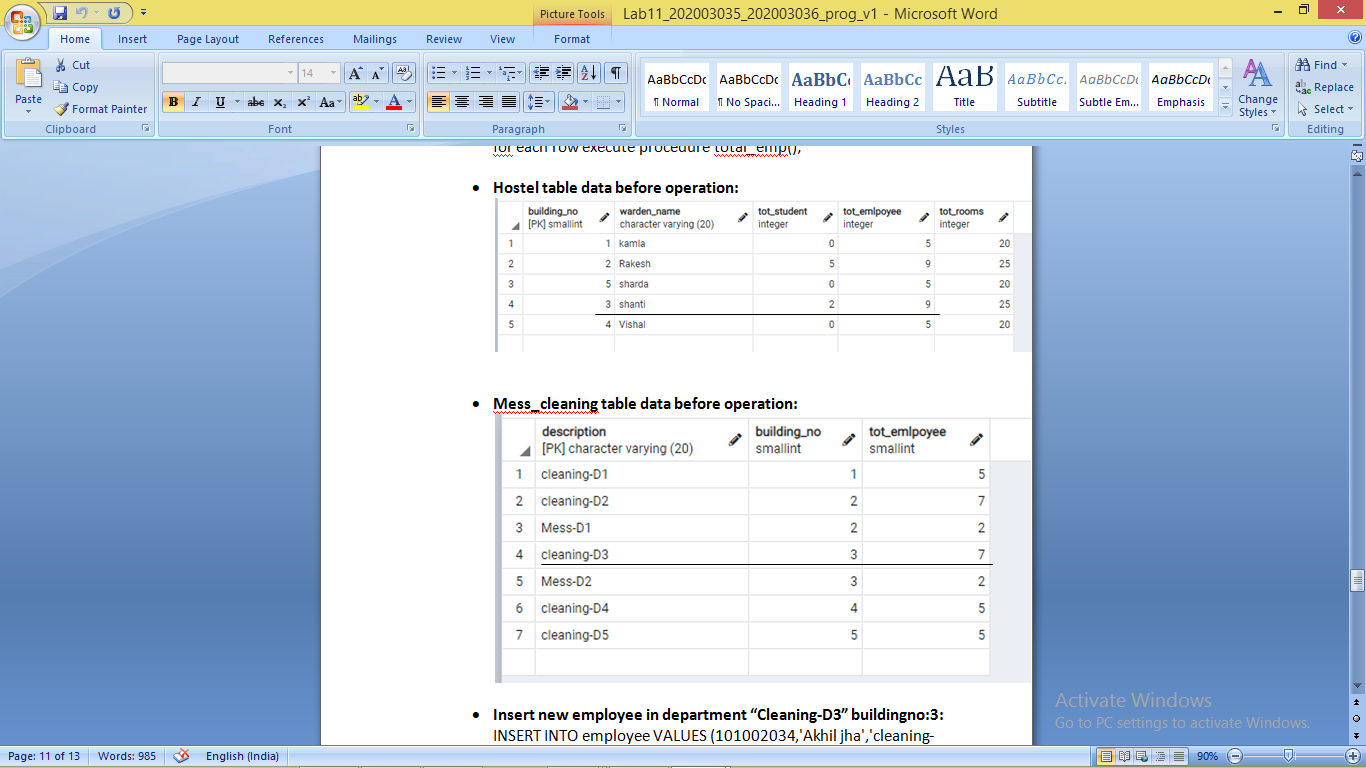 Picture Tools
Lab11_202003035_202003036_prog_v1 - Microsoft Word
Home Insert Page Layout References Mailings Review View Format
Paste
Cut
Copy
Format Painter
Clipboard
14
B I U abc x₂ x² Aa
Font
Paragraph
AaBbCcDc AaBbCcDc AaBbC AaBbCc AaB AaBbCc. AaBbCcDc AaBbCcDc
¶ Normal ¶ No Spaci... Heading 1 Heading 2 Title Subtitle Subtle Em... Emphasis
Change
Styles
Styles
Find
Replace
Select
Editing
for each row execute procedure total_emp();
• Hostel table data before operation:
building_no warden_name tot_student tot_emlpoyee tot_rooms
[PK] smallint character varying (20) integer integer integer
1 1 kamla 0 5 20
2 2 Rakesh 5 9 25
3 5 sharda 0 5 20
4 3 shanti 2 9 25
5 4 Vishal 0 5 20
• Mess_cleaning table data before operation:
description building_no tot_emlpoyee
[PK] character varying (20) smallint smallint
1 cleaning-D1 1 5
2 cleaning-D2 2 7
3 Mess-D1 2 2
4 cleaning-D3 3 7
5 Mess-D2 3 2
6 cleaning-D4 4 5
7 cleaning-D5 5 5
• Insert new employee in department “Cleaning-D3” buildingno:3:
INSERT INTO employee VALUES (101002034,'Akhil jha','cleaning-
Activate Windows
Go to PC settings to activate Windows.
Page: 11 of 13 Words: 985 English (India) 90%